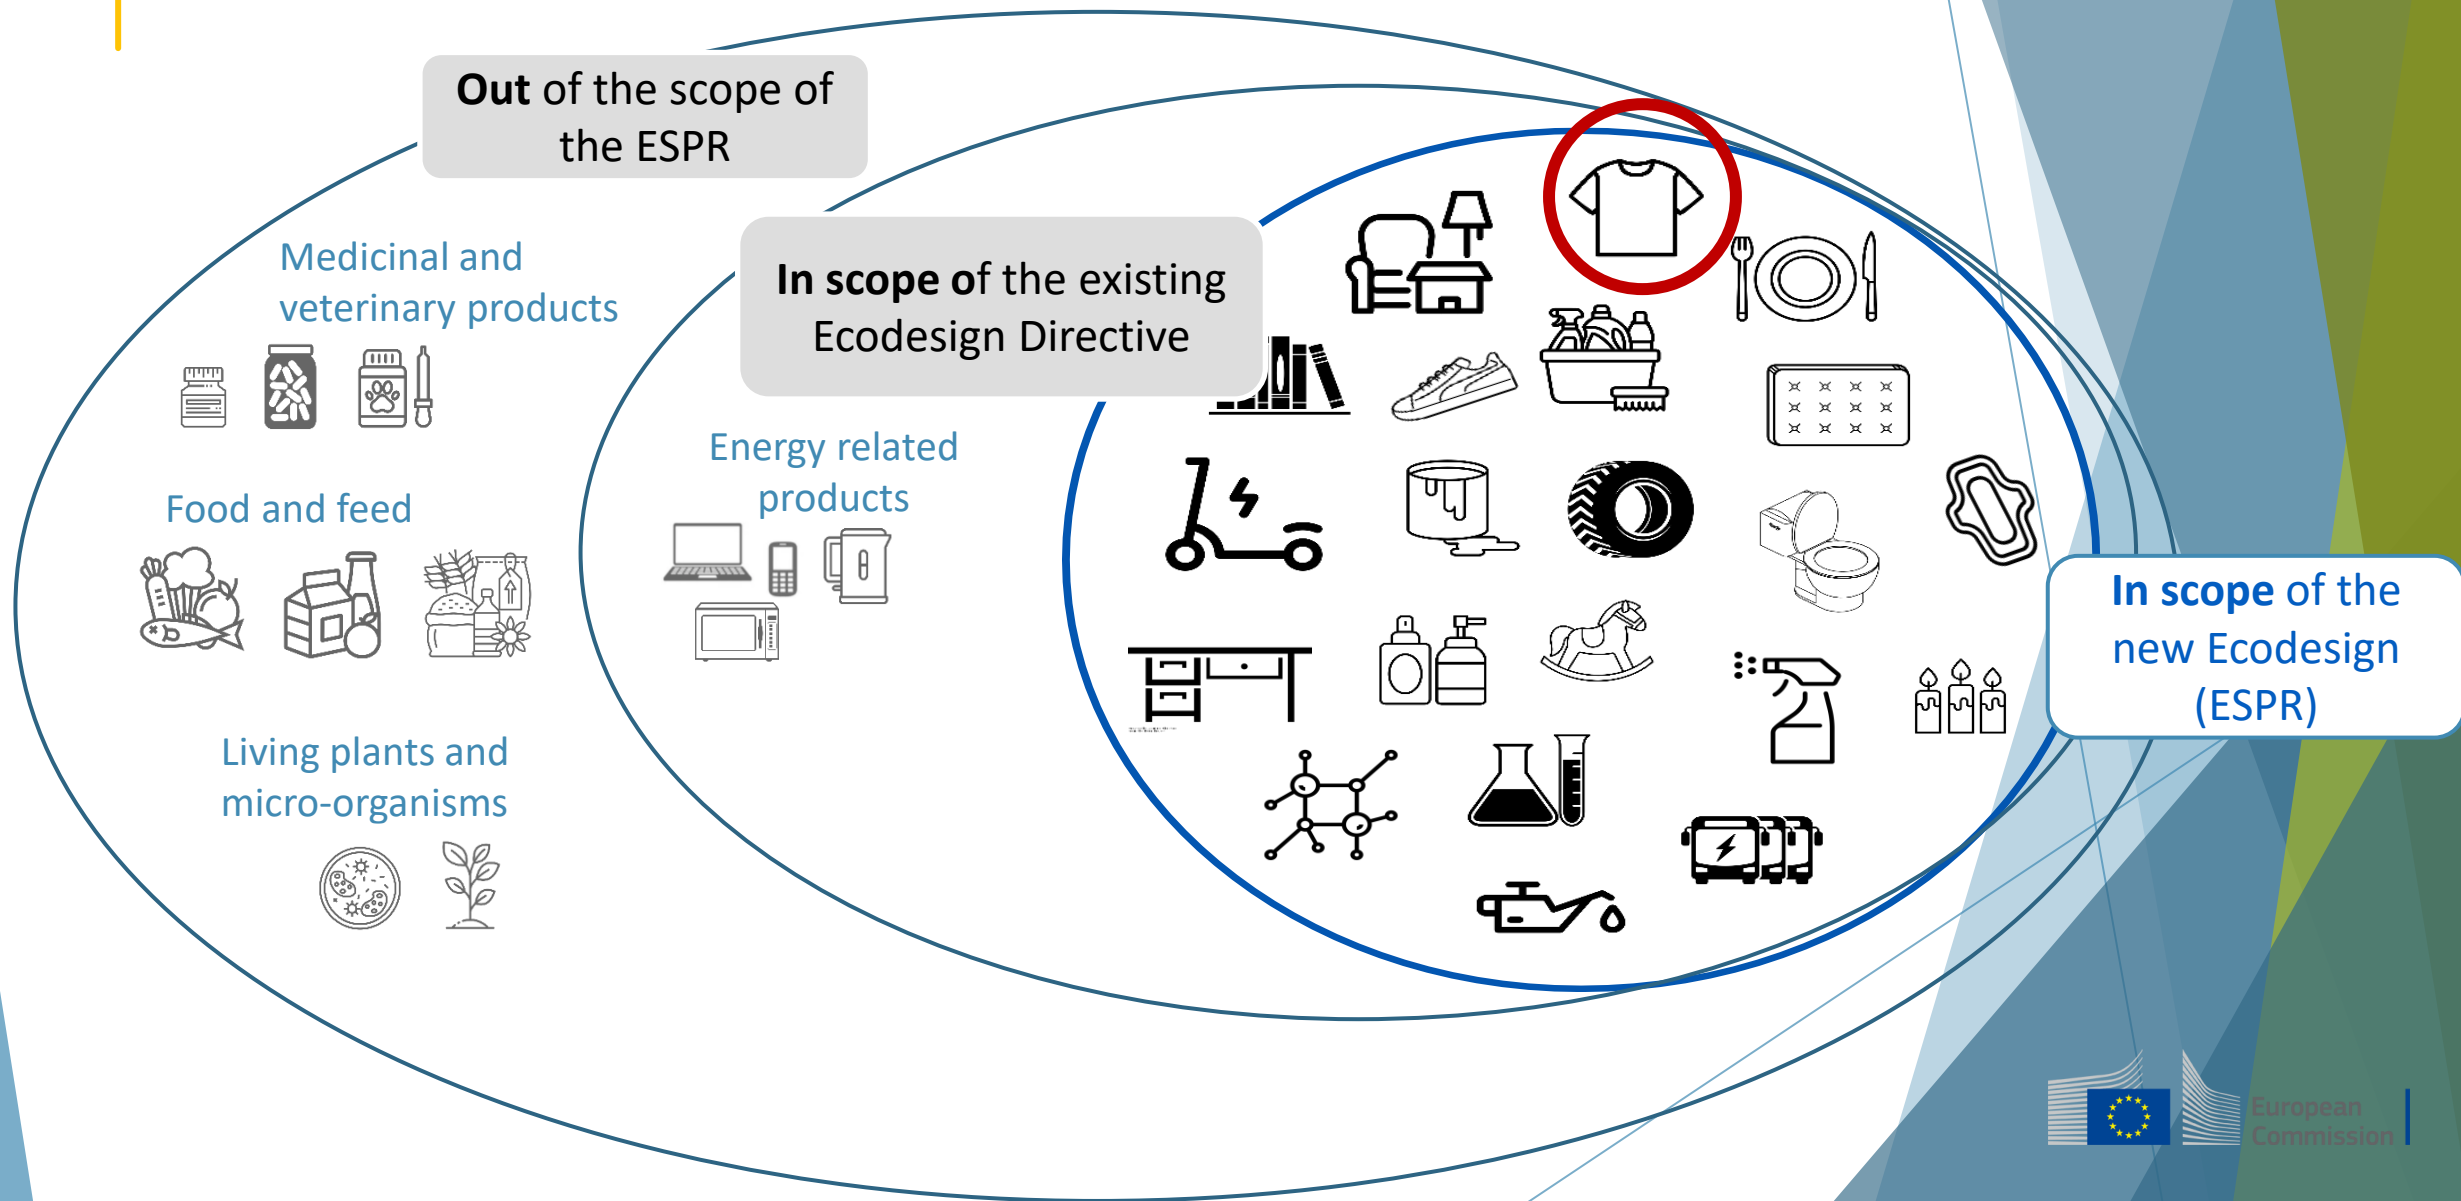 Out of the scope of
the ESPR
In scope of the existing
Ecodesign Directive
Medicinal and
veterinary products
Food and feed
Living plants and
micro-organisms
Energy related
products
In scope of the
new Ecodesign
(ESPR)
European
Commission